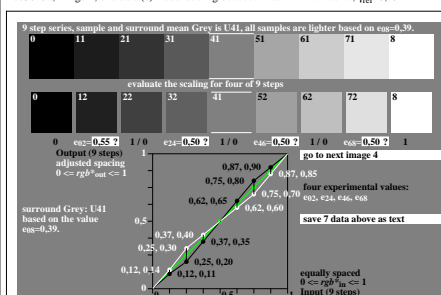 9 step series, sample and surround mean Grey is U41, all samples are lighter based on e08=0,39.
0 11 21 31 41 51 61 71 8
evaluate the scaling for four of 9 steps
0 12 22 32 41 52 62 72 8
0 e02=0,55 ? 1 / 0 e24=0,50 ? 1 / 0 e46=0,50 ? 1 / 0 e68=0,50 ? 1
Output (9 steps)
adjusted spacing
0 <= rgb*out <= 1
1
go to next image 4
0,87, 0,90
0,87, 0,85
0,75, 0,80
0,75, 0,70
four experimental values:
e02, e24, e46, e68
0,62, 0,65
0,62, 0,60
surround Grey: U41
based on the value
e08=0,39.
save 7 data above as text
0,5
0,37, 0,40
0,37, 0,35
0,25, 0,30
0,25, 0,20
0,12, 0,14
0,12, 0,11
equally spaced
0 <= rgb*in <= 1
Input (9 steps)
0 0,5 1